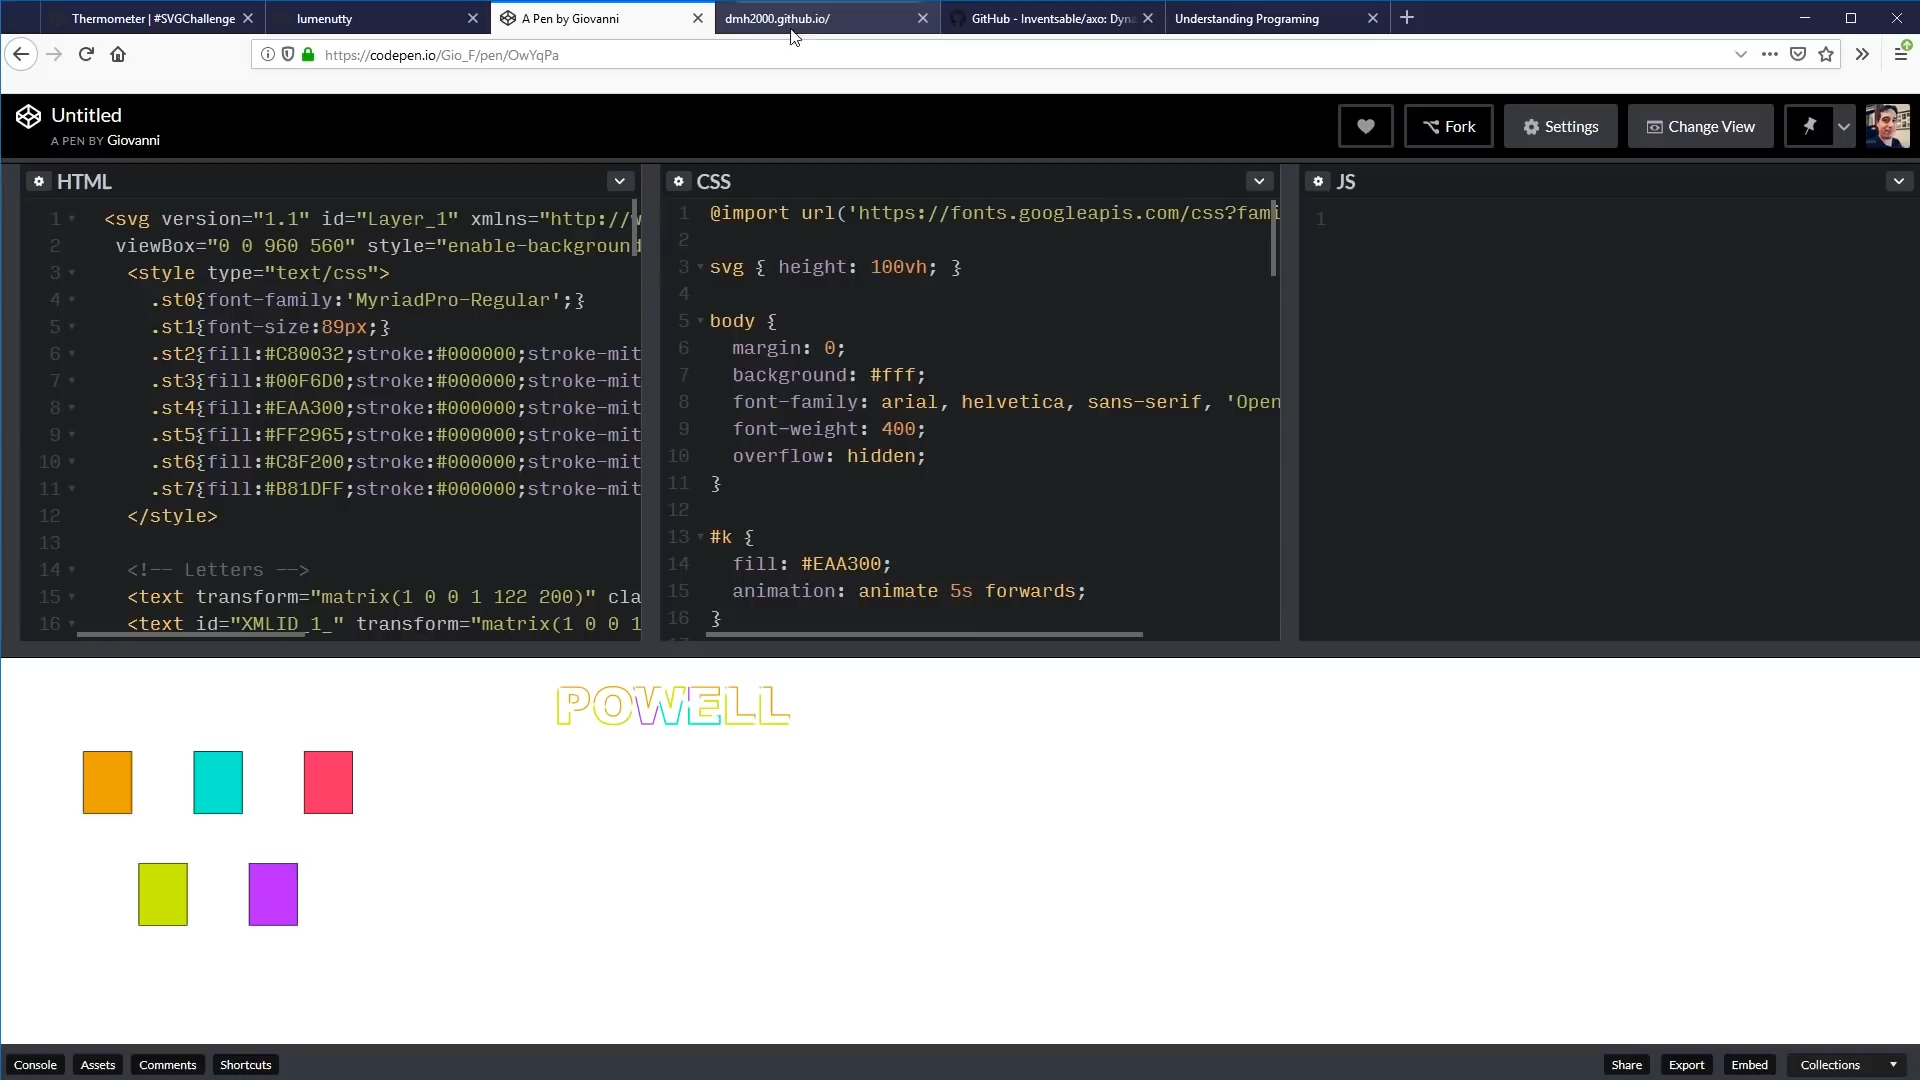 Thermometer | #SVGChallenge
lumenutty
A Pen by Giovanni
dmh2000.github.io/
GitHub - Inventsable/axo: Dyna
Understanding Programing
https://codepen.io/Gio_F/pen/OwYqPa
Untitled
A PEN BY Giovanni
Fork
Settings
Change View
HTML
1 <svg version="1.1" id="Layer_1" xmlns="http://w
2 viewBox="0 0 960 560" style="enable-background
3 <style type="text/css">
4 .st0{font-family:'MyriadPro-Regular';}
5 .st1{font-size:89px;}
6 .st2{fill:#C80032;stroke:#000000;stroke-mit
7 .st3{fill:#00F6D0;stroke:#000000;stroke-mit
8 .st4{fill:#EAA300;stroke:#000000;stroke-mit
9 .st5{fill:#FF2965;stroke:#000000;stroke-mit
10 .st6{fill:#C8F200;stroke:#000000;stroke-mit
11 .st7{fill:#B81DFF;stroke:#000000;stroke-mit
12 </style>
13
14 <!-- Letters -->
15 <text transform="matrix(1 0 0 1 122 200)" cla
16 <text id="XMLID_1_" transform="matrix(1 0 0 1
CSS
1 @import url('https://fonts.googleapis.com/css?fami
2
3 svg { height: 100vh; }
4
5 body {
6 margin: 0;
7 background: #fff;
8 font-family: arial, helvetica, sans-serif, 'Open
9 font-weight: 400;
10 overflow: hidden;
11 }
12
13 #k {
14 fill: #EAA300;
15 animation: animate 5s forwards;
16 }
JS
1
POWELL
Console
Assets
Comments
Shortcuts
Share
Export
Embed
Collections